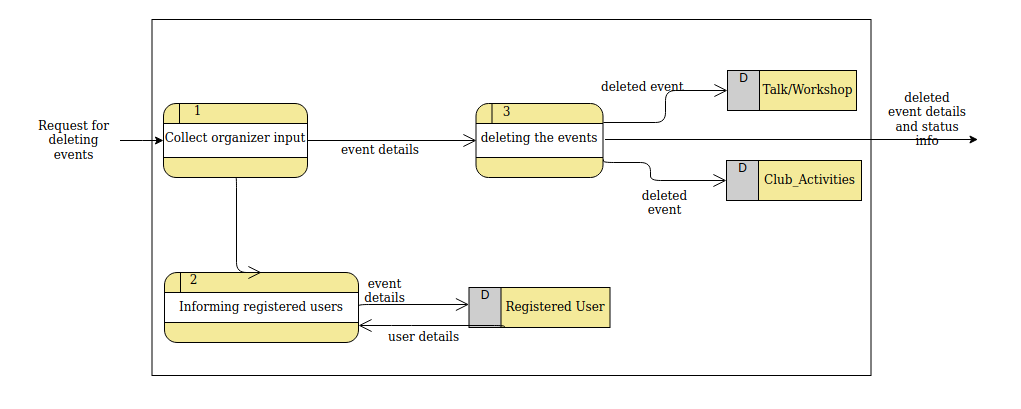 Request for
deleting
events
1
Collect organizer input
event details
3
deleting the events
deleted event
D
Talk/Workshop
deleted
event details
and status
info
D
Club_Activities
deleted
event
2
Informing registered users
event
details
D
Registered User
user details